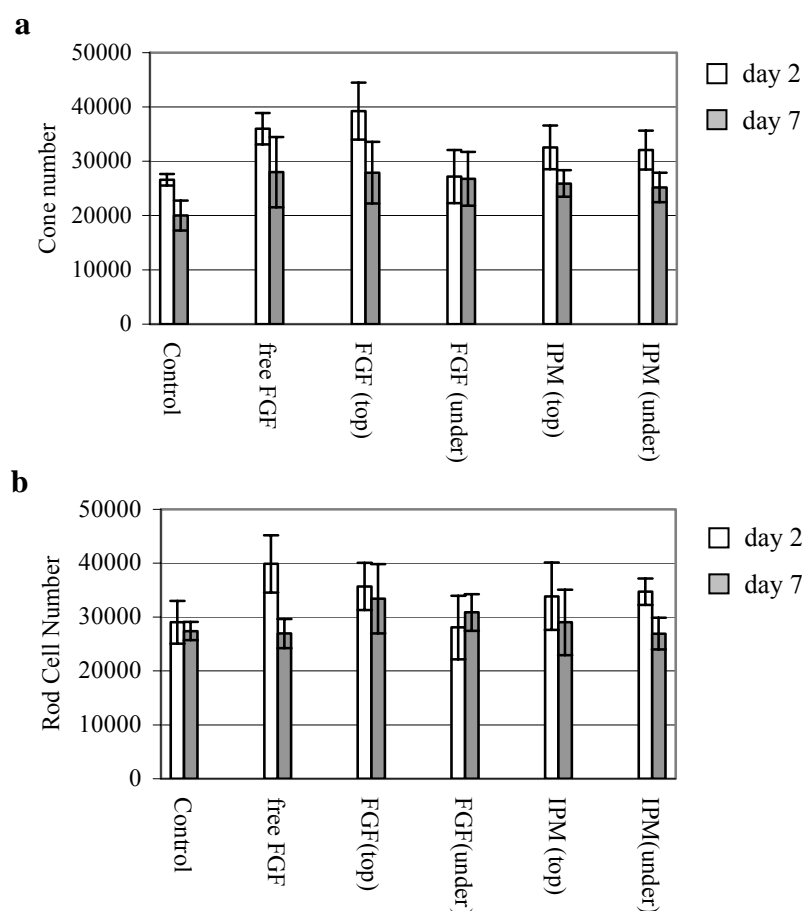 a
50000
40000
30000
20000
10000
0
Cone number
day 2
day 7
Control
free FGF
FGF (top)
FGF (under)
IPM (top)
IPM (under)
b
50000
40000
30000
20000
10000
0
Rod Cell Number
day 2
day 7
Control
free FGF
FGF(top)
FGF(under)
IPM (top)
IPM(under)